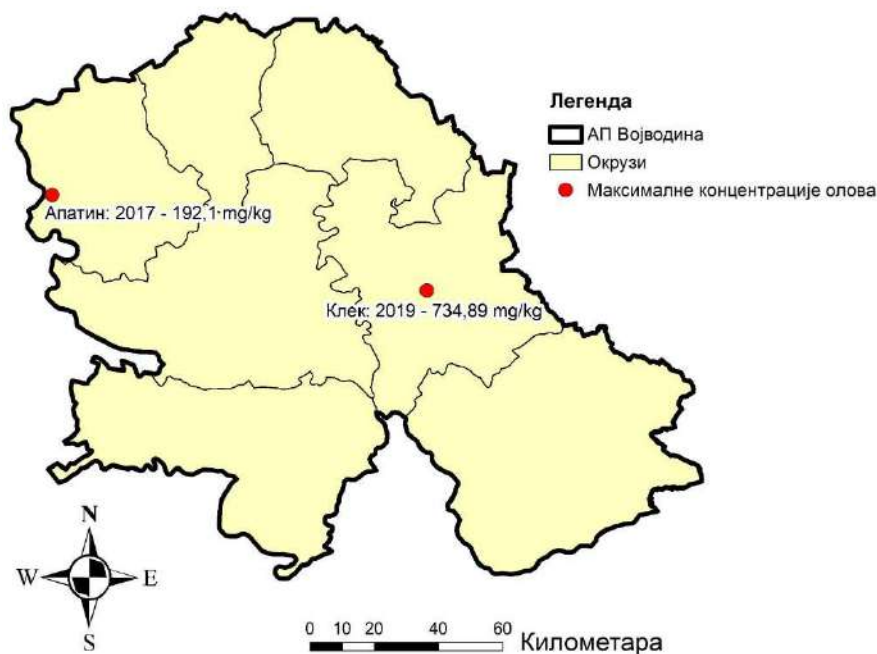 Легенда
АП Војводина
Окрузи
Максималне концентрације олова
Апатин: 2017 - 192,1 mg/kg
Клек: 2019 - 734,89 mg/kg
N
W E
S
0 10 20 40 60
Километара